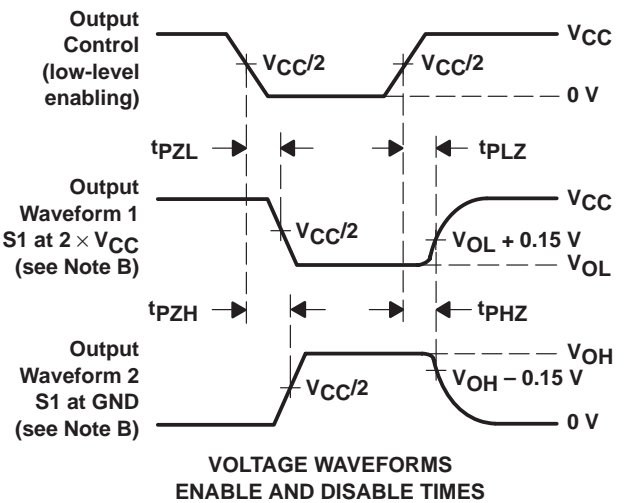 Output
Control
(low-level
enabling)
VCC/2
VCC/2
VCC
0 V
tPZL
tPLZ
Output
Waveform 1
S1 at 2 × VCC
(see Note B)
VCC/2
VCC
VOL + 0.15 V
VOL
tPZH
tPHZ
Output
Waveform 2
S1 at GND
(see Note B)
VCC/2
VOH
VOH – 0.15 V
0 V
VOLTAGE WAVEFORMS
ENABLE AND DISABLE TIMES